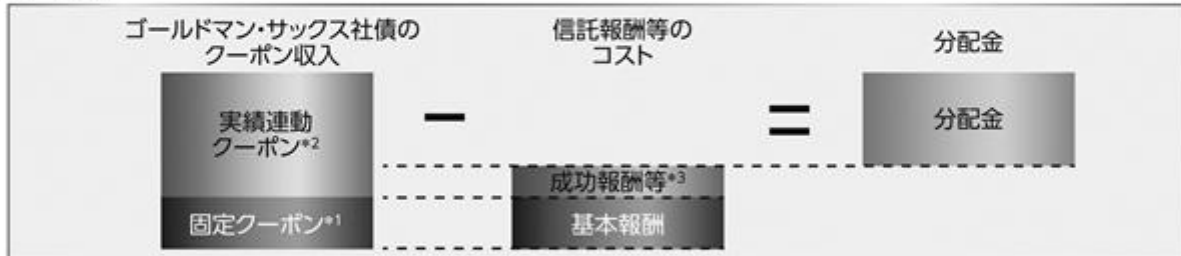 ゴールドマン・サックス社債の
クーポン収入
信託報酬等の
コスト
分配金
実績連動
クーポン*2
－
＝
分配金
成功報酬等*3
固定クーポン*1
基本報酬